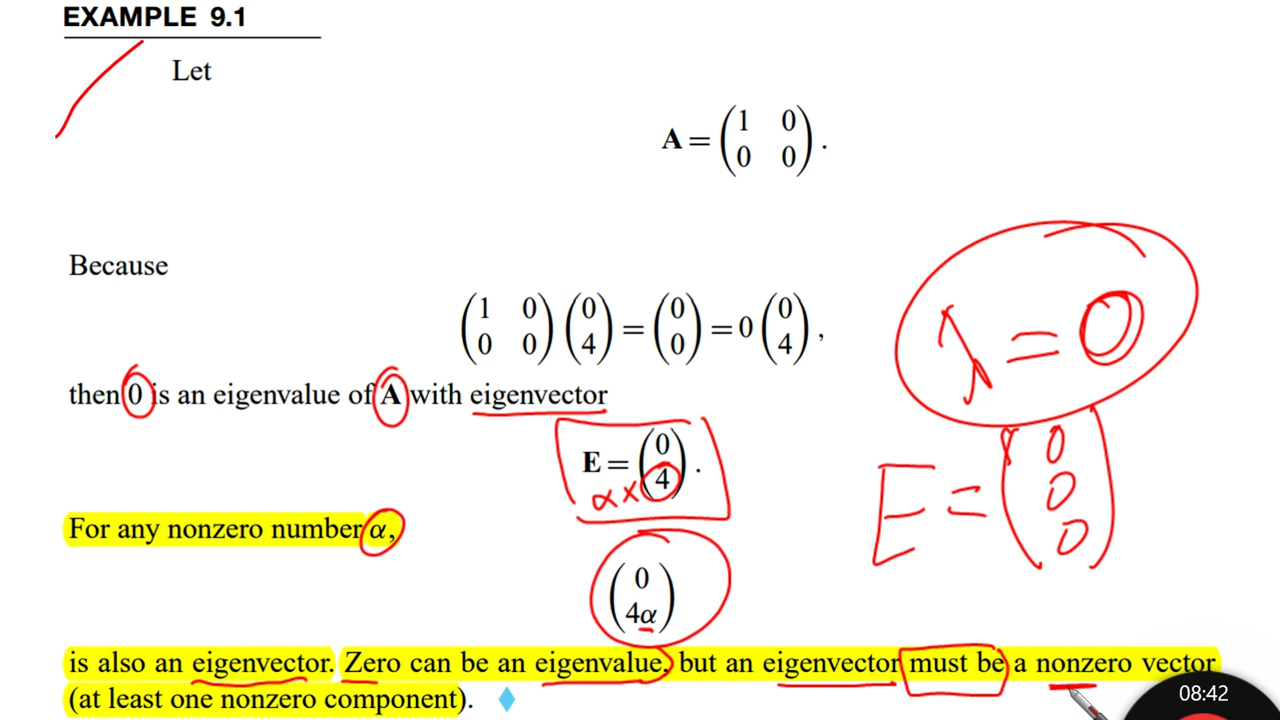 EXAMPLE 9.1
Let
A = (1 0
0 0).
Because
(1 0
0 0) (0
4) = (0
0) = 0 (0
4),
λ = 0
then 0 is an eigenvalue of A with eigenvector
E = (0
4).
α×
E = (0
0
0)
For any nonzero number α,
(0
4α)
is also an eigenvector. Zero can be an eigenvalue, but an eigenvector must be a nonzero vector
(at least one nonzero component).
08:42